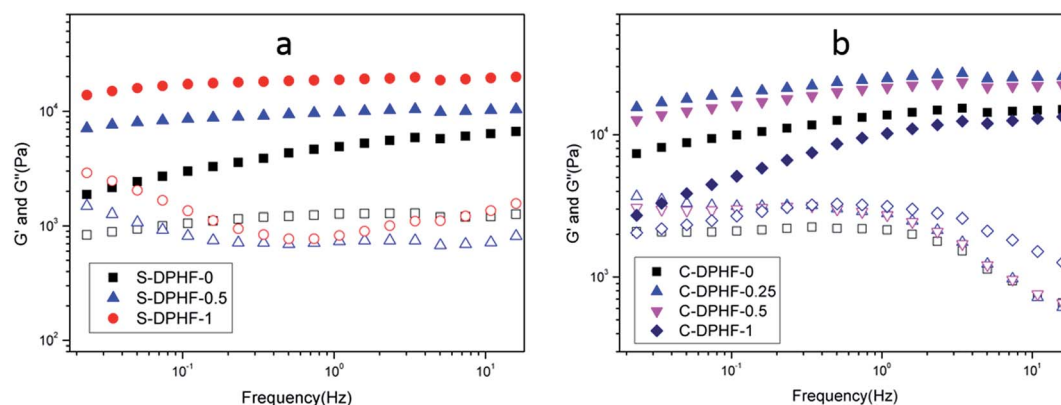 a
G' and G"(Pa)
10^4
10^3
10^2
10^-1
10^0
10^1
Frequency(Hz)
S-DPHF-0
S-DPHF-0.5
S-DPHF-1
b
G' and G"(Pa)
10^4
10^3
10^-1
10^0
10^1
Frequency(Hz)
C-DPHF-0
C-DPHF-0.25
C-DPHF-0.5
C-DPHF-1